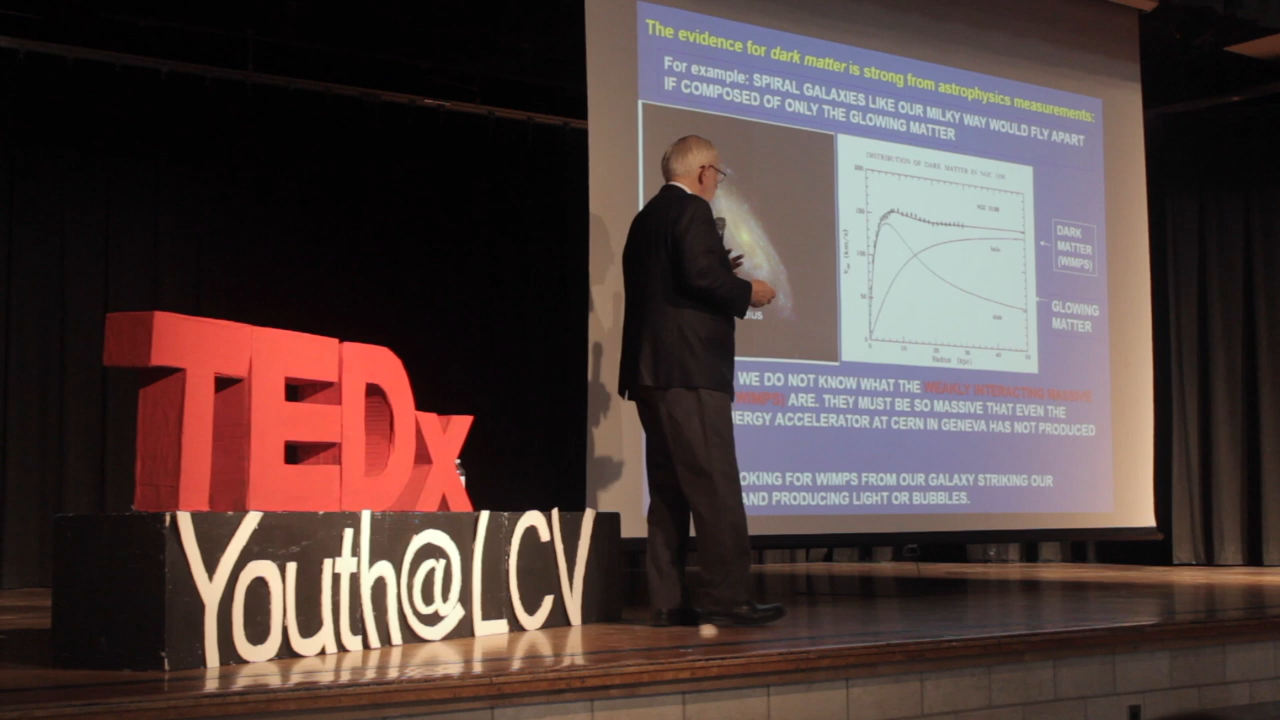 The evidence for dark matter is strong from astrophysics measurements:
For example: SPIRAL GALAXIES LIKE OUR MILKY WAY WOULD FLY APART
IF COMPOSED OF ONLY THE GLOWING MATTER
DISTRIBUTION OF DARK MATTER IN NGC
DARK
MATTER
(WIMPS)
GLOWING
MATTER
Radius (kpc)
WE DO NOT KNOW WHAT THE WEAKLY INTERACTING MASSIVE
(WIMPS) ARE. THEY MUST BE SO MASSIVE THAT EVEN THE
ERGY ACCELERATOR AT CERN IN GENEVA HAS NOT PRODUCED
OKING FOR WIMPS FROM OUR GALAXY STRIKING OUR
AND PRODUCING LIGHT OR BUBBLES.
TEDx
Youth@LCV